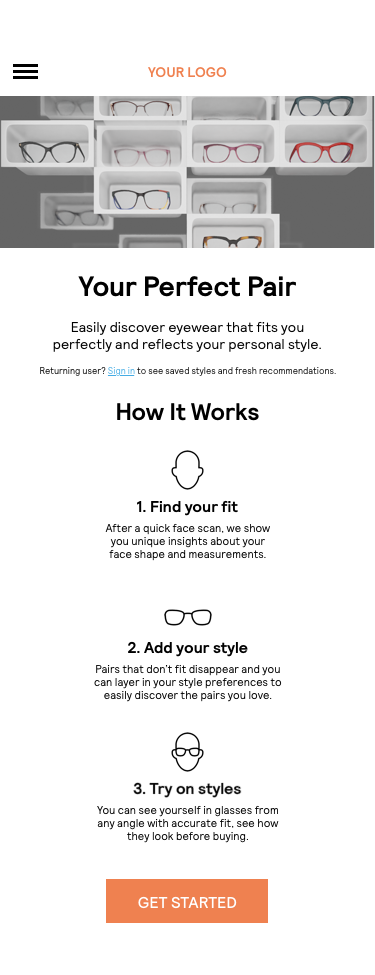 YOUR LOGO
Your Perfect Pair
Easily discover eyewear that fits you
perfectly and reflects your personal style.
Returning user? Sign in to see saved styles and fresh recommendations.
How It Works
1. Find your fit
After a quick face scan, we show
you unique insights about your
face shape and measurements.
2. Add your style
Pairs that don't fit disappear and you
can layer in your style preferences to
easily discover the pairs you love.
3. Try on styles
You can see yourself in glasses from
any angle with accurate fit, see how
they look before buying.
GET STARTED